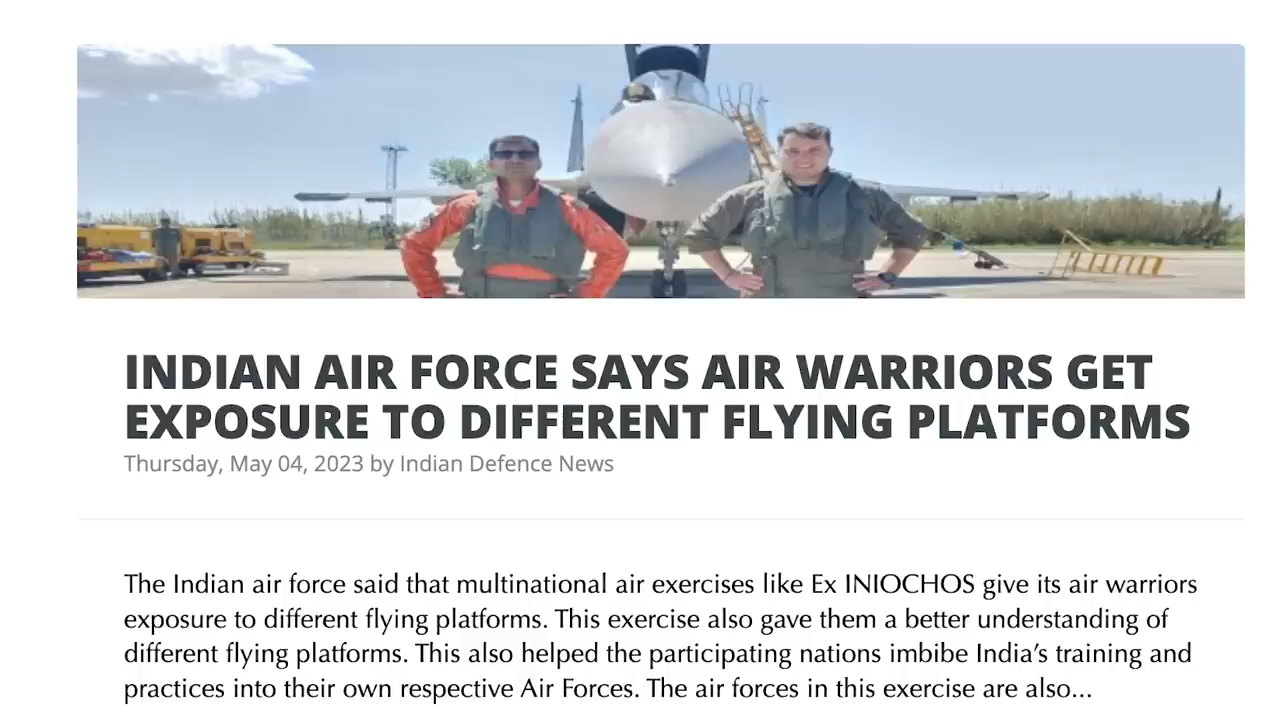 INDIAN AIR FORCE SAYS AIR WARRIORS GET
EXPOSURE TO DIFFERENT FLYING PLATFORMS
Thursday, May 04, 2023 by Indian Defence News
The Indian air force said that multinational air exercises like Ex INIOCHOS give its air warriors
exposure to different flying platforms. This exercise also gave them a better understanding of
different flying platforms. This also helped the participating nations imbibe India’s training and
practices into their own respective Air Forces. The air forces in this exercise are also...